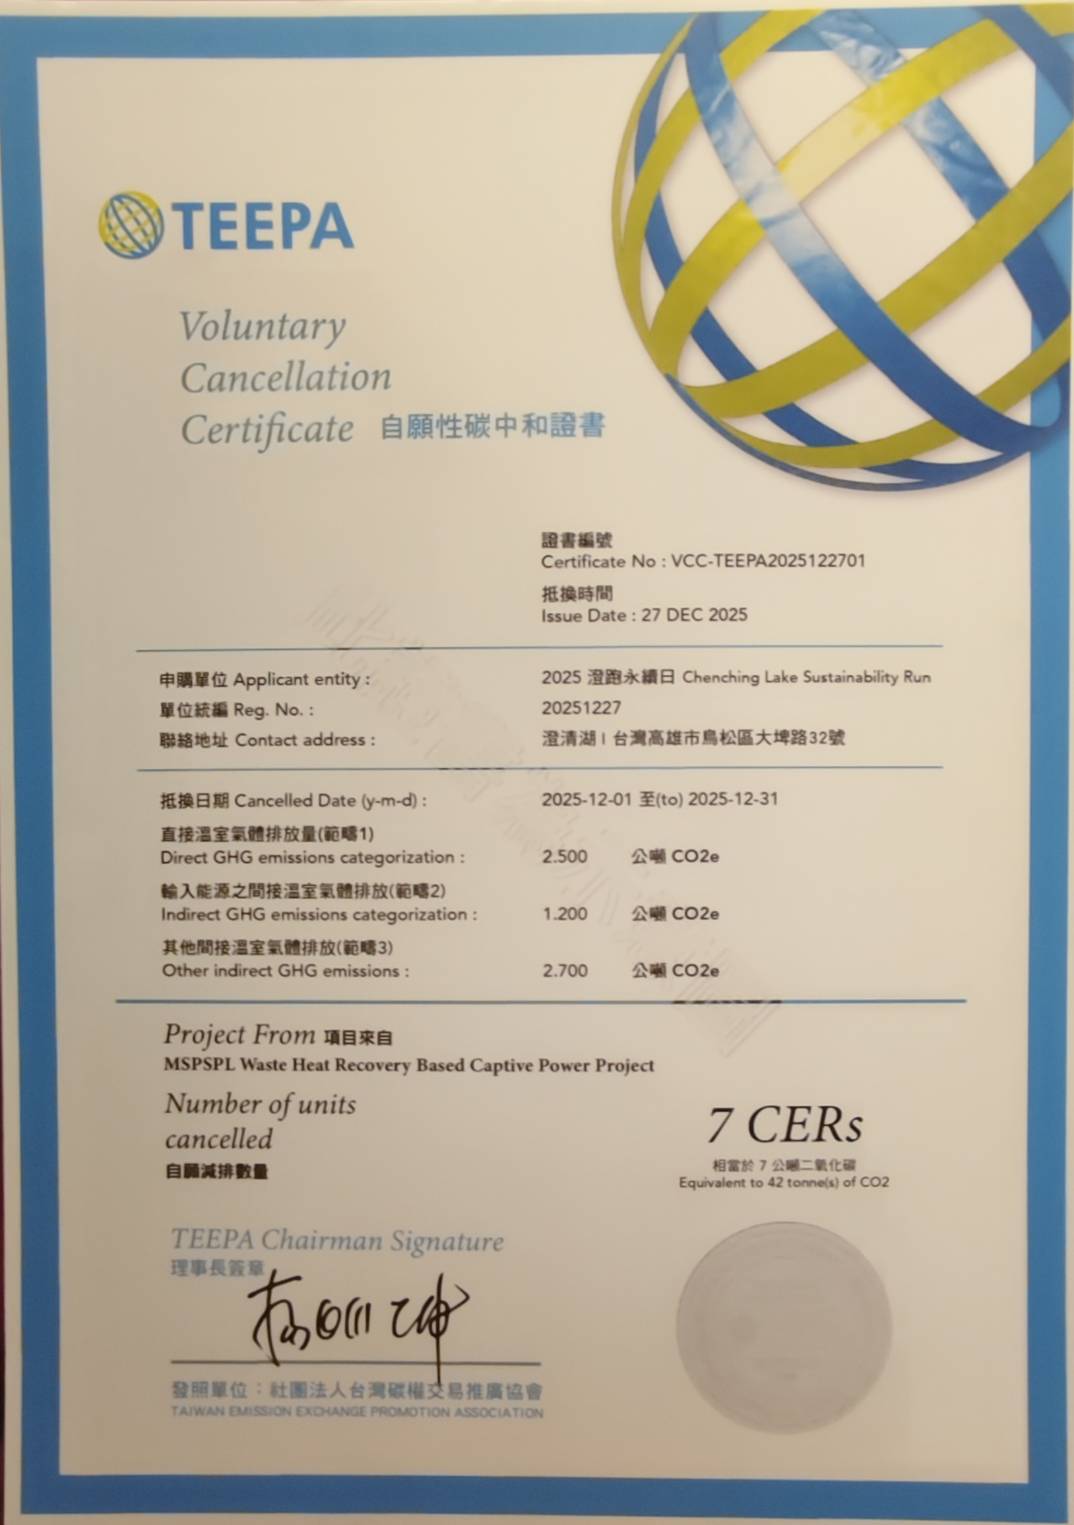 TEEPA
Voluntary
Cancellation
Certificate 自願性碳中和證書
證書編號
Certificate No : VCC-TEEPA2025122701
抵換時間
Issue Date : 27 DEC 2025
申購單位 Applicant entity :
2025 澄跑永續日 Chenching Lake Sustainability Run
單位統編 Reg. No. :
20251227
聯絡地址 Contact address :
澄清湖 | 台灣高雄市鳥松區大埤路32號
抵換日期 Cancelled Date (y-m-d) :
2025-12-01 至(to) 2025-12-31
直接溫室氣體排放量(範疇1)
Direct GHG emissions categorization :
2.500 公噸 CO2e
輸入能源之間接溫室氣體排放(範疇2)
Indirect GHG emissions categorization :
1.200 公噸 CO2e
其他間接溫室氣體排放(範疇3)
Other indirect GHG emissions :
2.700 公噸 CO2e
Project From 項目來自
MSPSPL Waste Heat Recovery Based Captive Power Project
Number of units
cancelled
自願減排數量
7 CERs
相當於 7 公噸二氧化碳
Equivalent to 42 tonne(s) of CO2
TEEPA Chairman Signature
理事長簽章
發照單位：社團法人台灣碳權交易推廣協會
TAIWAN EMISSION EXCHANGE PROMOTION ASSOCIATION